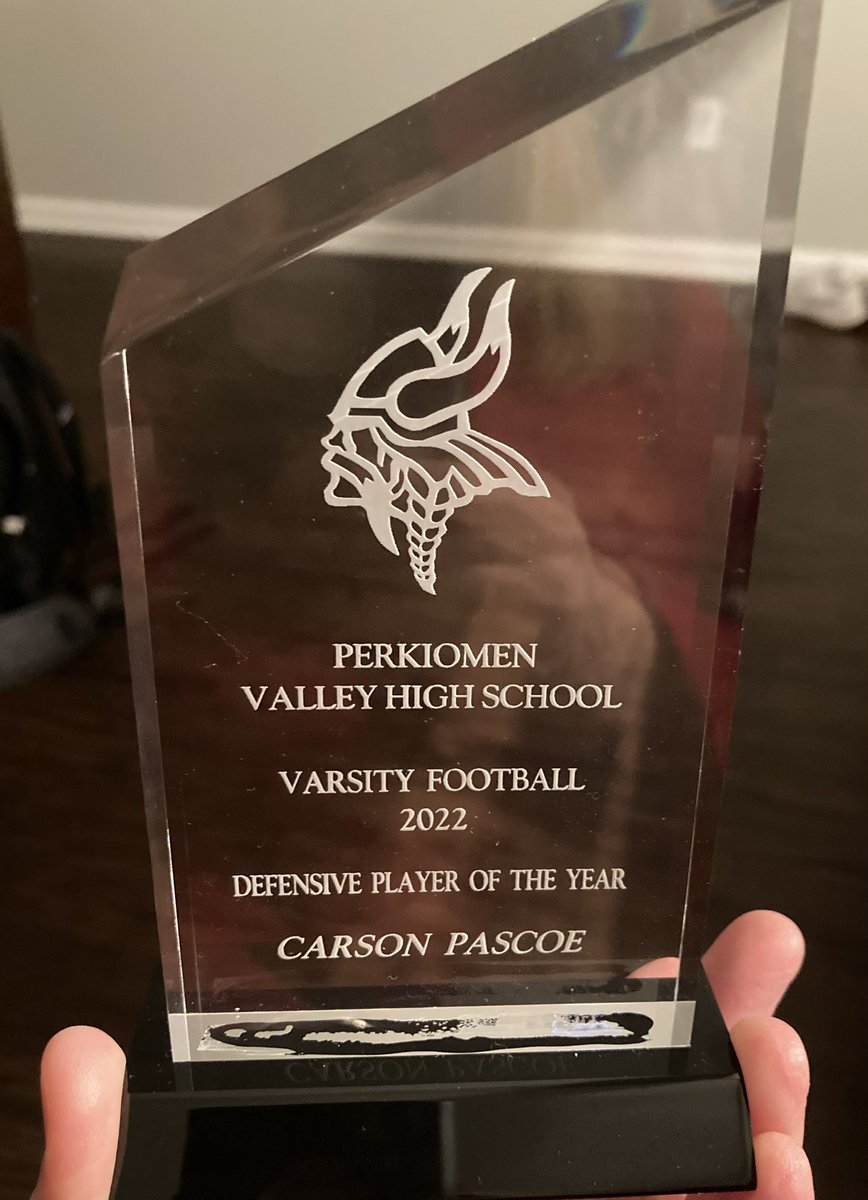 PERKIOMEN
VALLEY HIGH SCHOOL
VARSITY FOOTBALL
2022
DEFENSIVE PLAYER OF THE YEAR
CARSON PASCOE